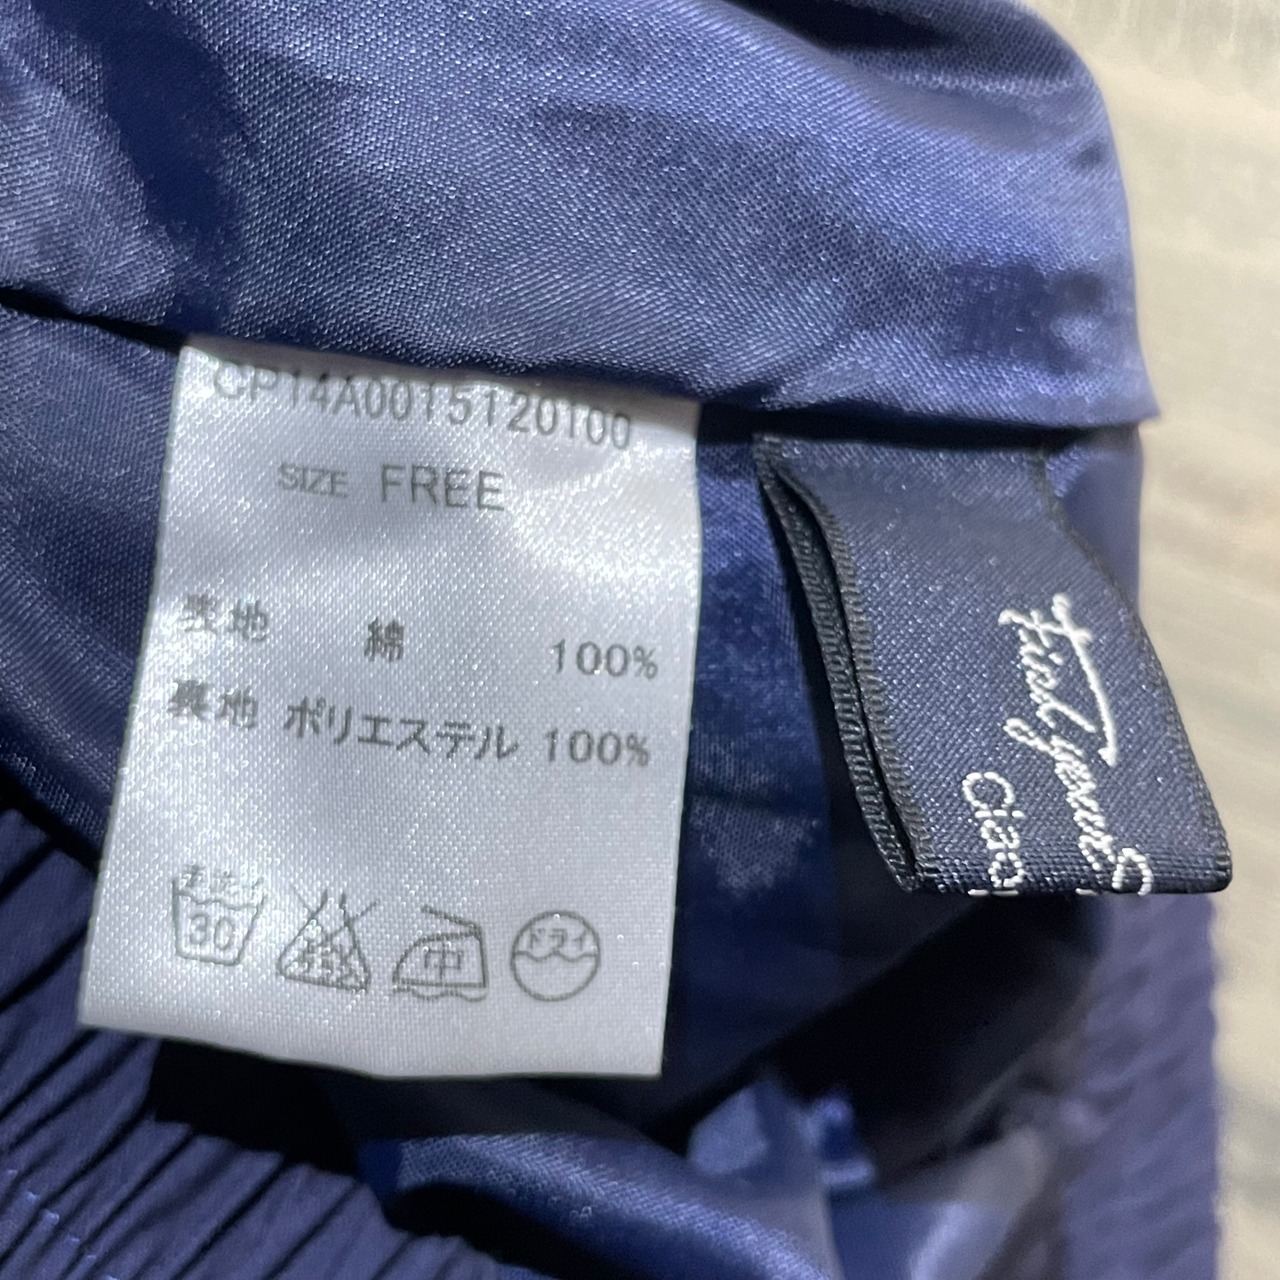 CP14A0015120100
SIZE FREE
表地 綿 100%
裏地 ポリエステル 100%
30
中
ドライ